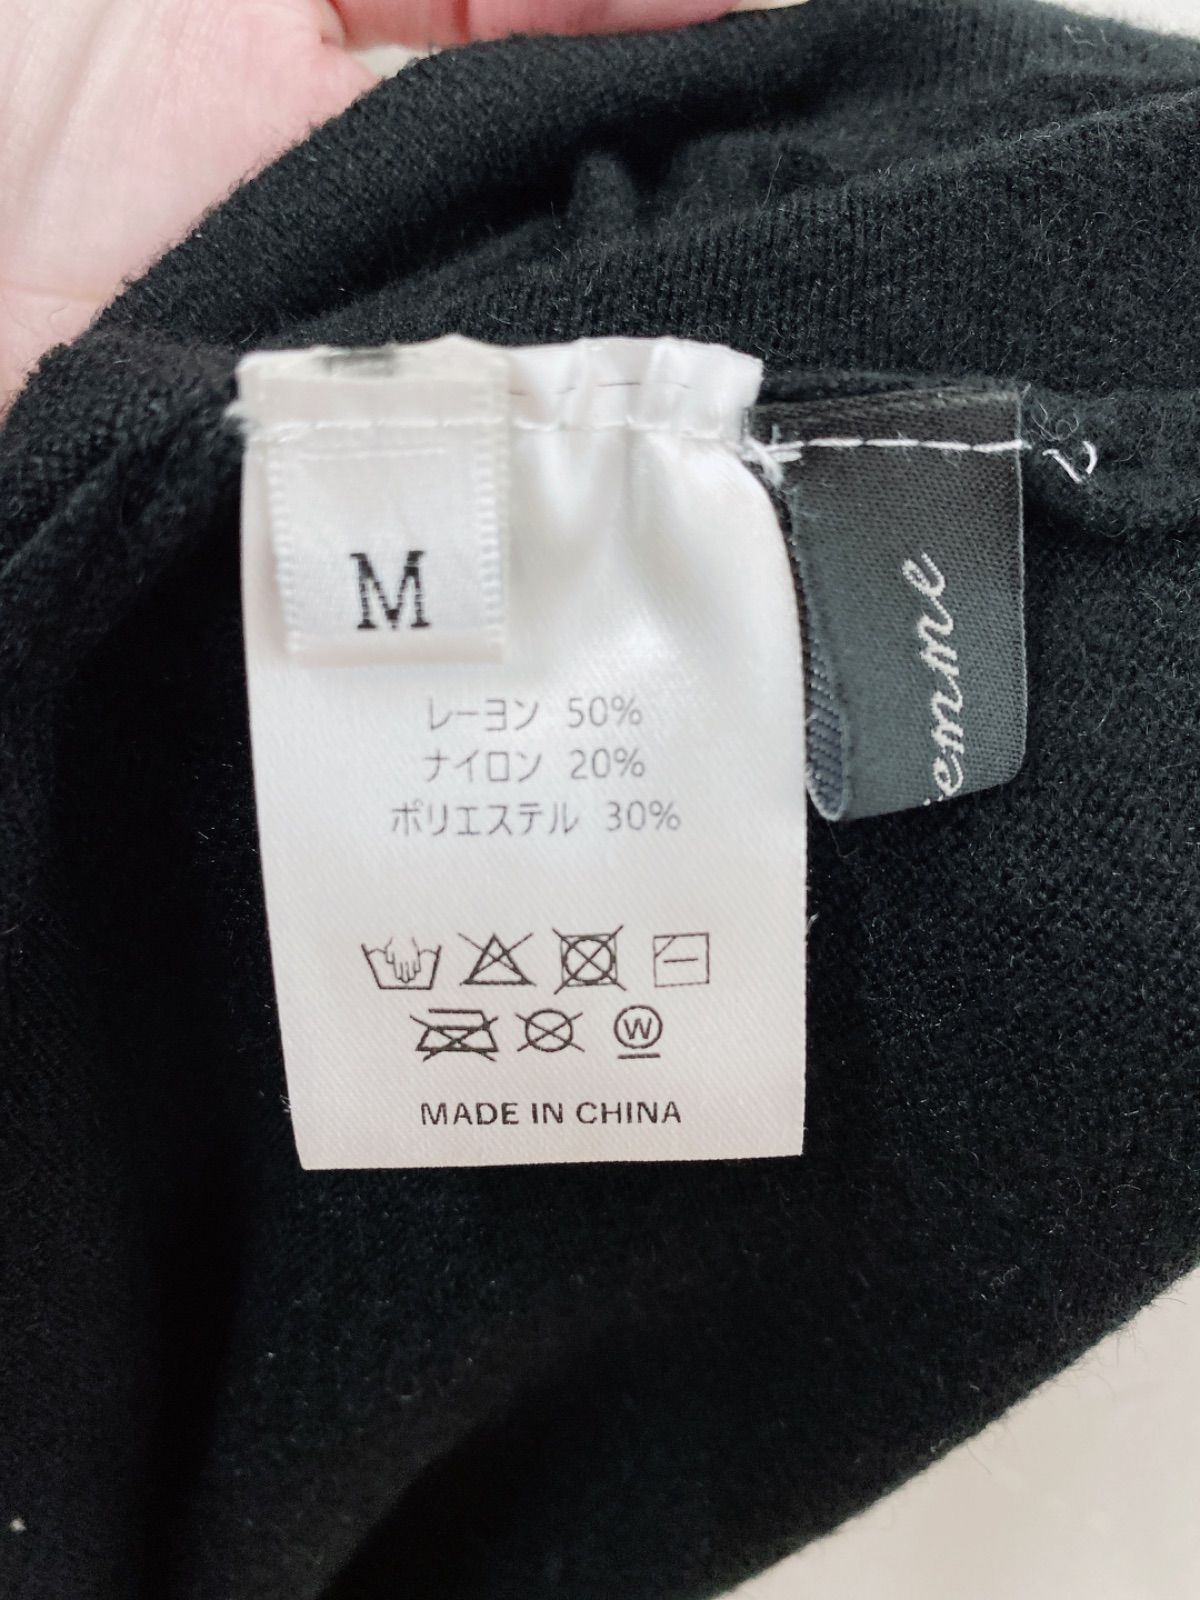 M
レーヨン 50%
ナイロン 20%
ポリエステル 30%
W
MADE IN CHINA